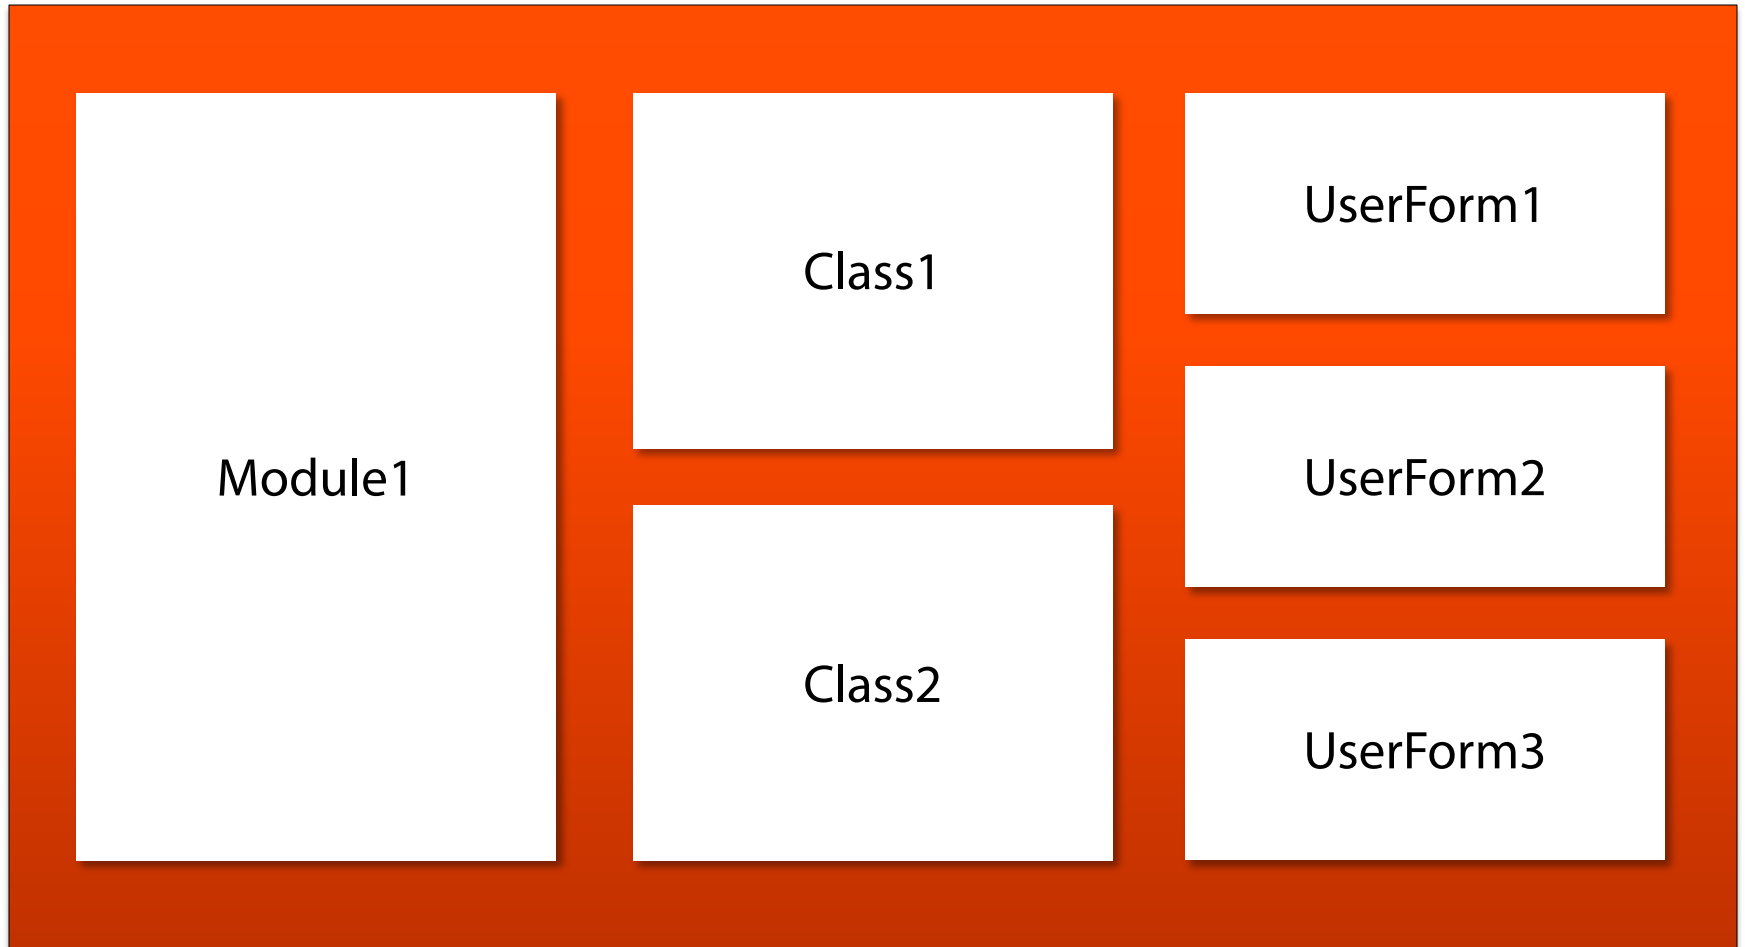 Module1
Class1
Class2
UserForm1
UserForm2
UserForm3